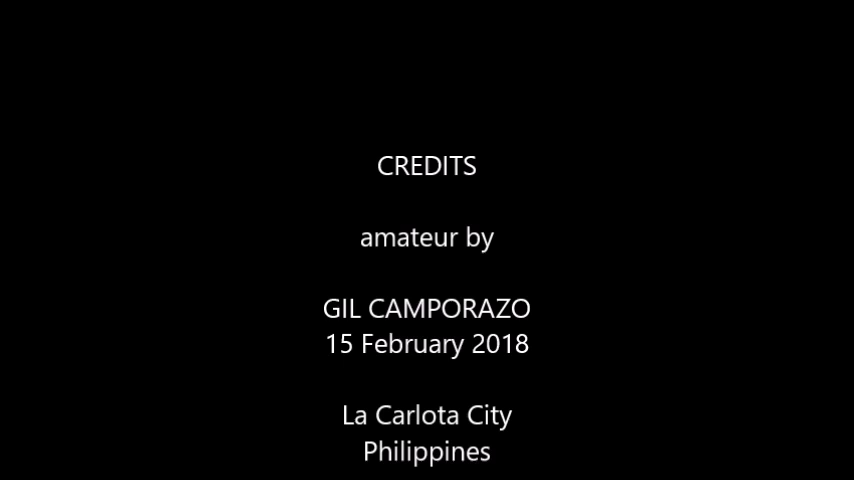 CREDITS
amateur by
GIL CAMPORAZO
15 February 2018
La Carlota City
Philippines